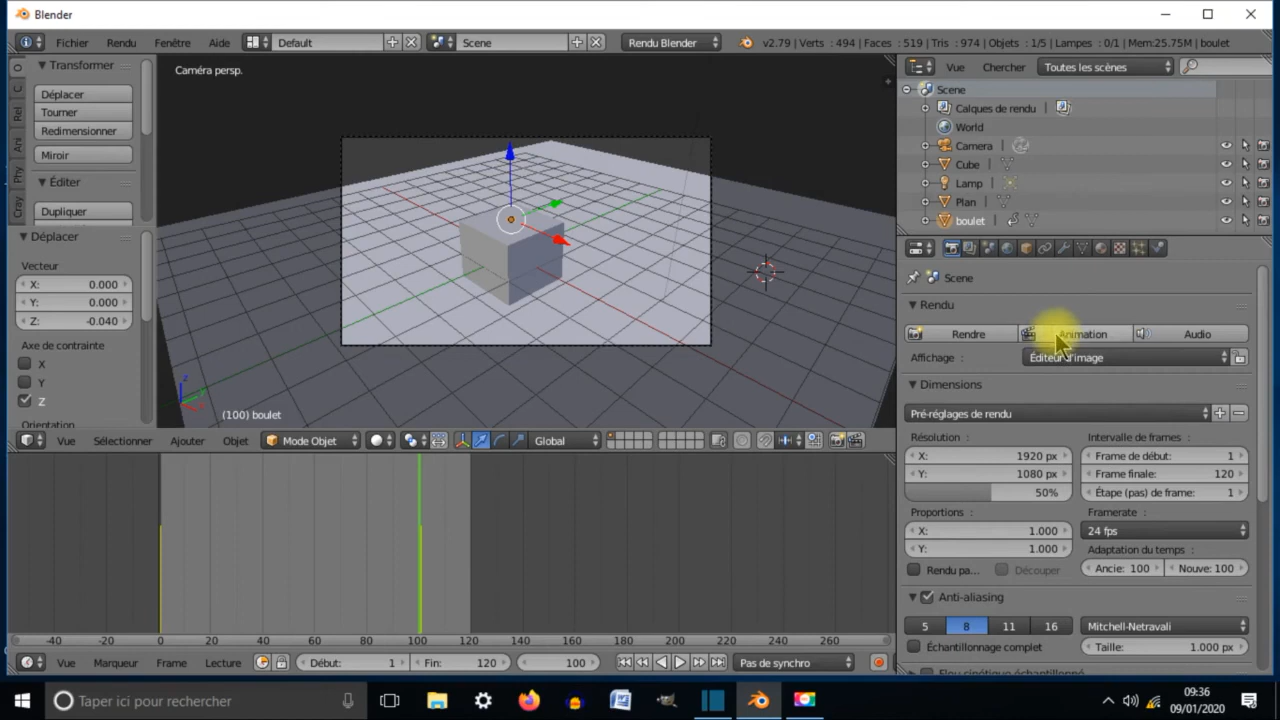 Blender
Fichier Rendu Fenêtre Aide Default Scene Rendu Blender v2.79 | Verts : 494 | Faces : 519 | Tris : 974 | Objets : 1/5 | Lampes : 0/1 | Mem:25.75M | boulet
Transformer
Déplacer
Tourner
Redimensionner
Miroir
Éditer
Dupliquer
O
C
Rel
Ani
Phy
Cray
Déplacer
Vecteur
X: 0.000
Y: 0.000
Z: -0.040
Axe de contrainte
X
Y
Z
Orientation
Caméra persp.
z
y
x
(100) boulet
Vue Sélectionner Ajouter Objet Mode Objet Global
-40 -20 0 20 40 60 80 100 120 140 160 180 200 220 240 260
Vue Marqueur Frame Lecture Début: 1 Fin: 120 100 Pas de synchro
Vue Chercher Toutes les scènes
Scene
Calques de rendu |
World
Camera
Cube
Lamp
Plan
boulet
Scene
Rendu
Rendre Animation Audio
Affichage : Éditeur d'image
Dimensions
Pré-réglages de rendu
Résolution : Intervalle de frames :
X: 1920 px Frame de début: 1
Y: 1080 px Frame finale: 120
50% Étape (pas) de frame: 1
Proportions : Framerate :
X: 1.000 24 fps
Y: 1.000 Adaptation du temps :
Rendu pa... Découper Ancie: 100 Nouve: 100
Anti-aliasing
5 8 11 16 Mitchell-Netravali
Échantillonnage complet Taille: 1.000 px
Flou cinétique échantillonné
Taper ici pour rechercher
09:36
09/01/2020